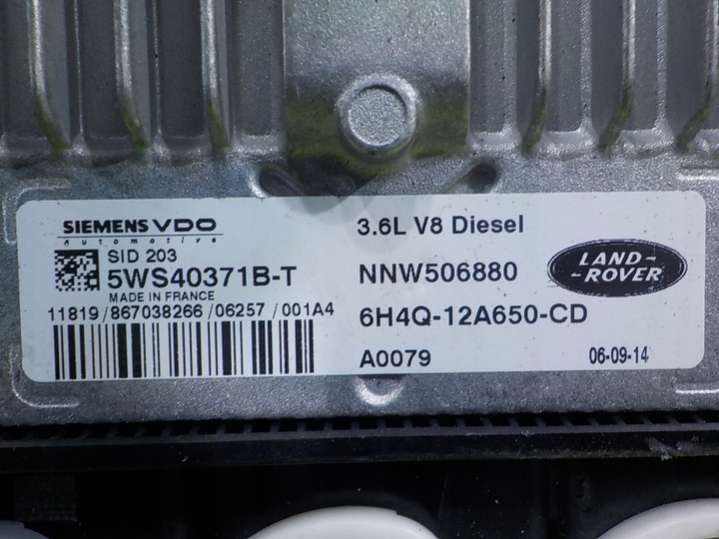 SIEMENS VDO
Automotive
SID 203
5WS40371B-T
MADE IN FRANCE
11819/867038266/06257/001A4
3.6L V8 Diesel
NNW506880
6H4Q-12A650-CD
A0079
06-09-14
LAND-
ROVER